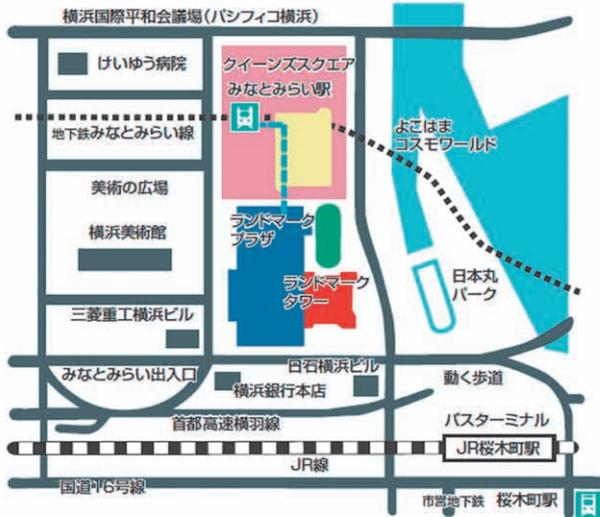 横浜国際平和会議場(パシフィコ横浜)
けいゆう病院
クイーンズスクエア
みなとみらい駅
地下鉄みなとみらい線
よこはま
コスモワールド
美術の広場
横浜美術館
ランドマーク
プラザ
ランドマーク
タワー
日本丸
パーク
三菱重工横浜ビル
みなとみらい出入口
日石横浜ビル
横浜銀行本店
動く歩道
首都高速横羽線
バスターミナル
JR桜木町駅
JR線
国道16号線
市営地下鉄 桜木町駅